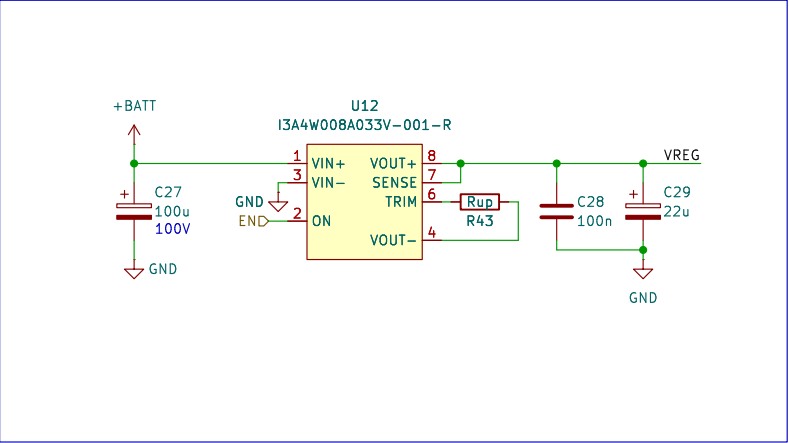 +BATT
U12
I3A4W008A033V-001-R
1
VIN+
VOUT+
8
VREG
3
VIN-
SENSE
7
+
C27
100u
100V
GND
TRIM
6
Rup
R43
C28
100n
+
C29
22u
EN
2
ON
VOUT-
4
GND
GND